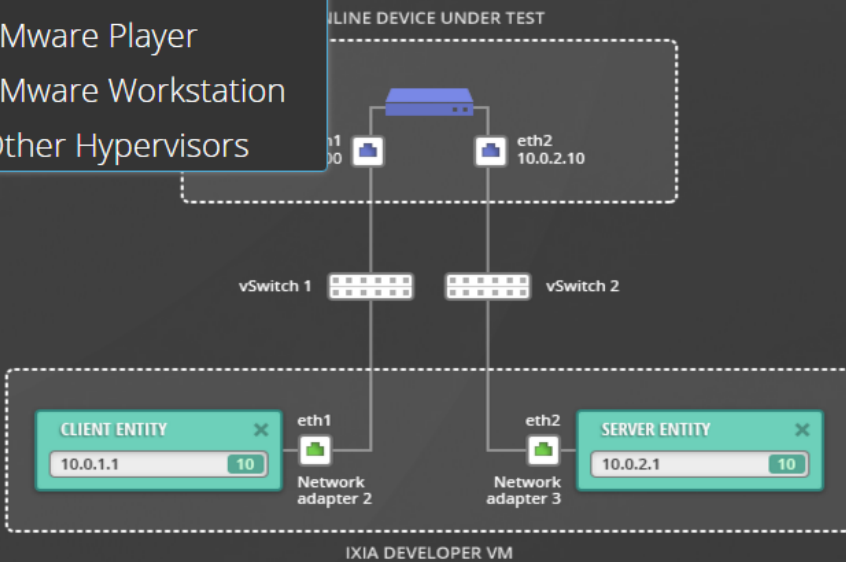 Mware Player
Mware Workstation
Other Hypervisors
NLINE DEVICE UNDER TEST
eth2
10.0.2.10
vSwitch 1
vSwitch 2
CLIENT ENTITY
10.0.1.1
10
eth1
Network
adapter 2
eth2
Network
adapter 3
SERVER ENTITY
10.0.2.1
10
IXIA DEVELOPER VM